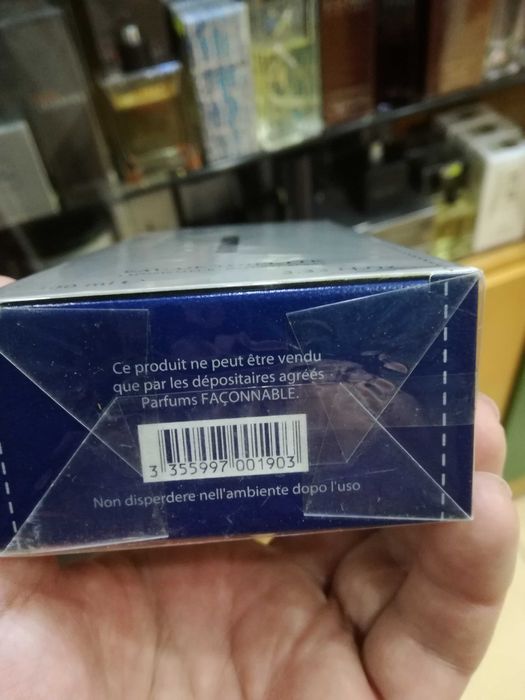 Ce produit ne peut être vendu
que par les dépositaires agréés
Parfums FAÇONNABLE.
3 355997 001903
Non disperdere nell'ambiente dopo l'uso